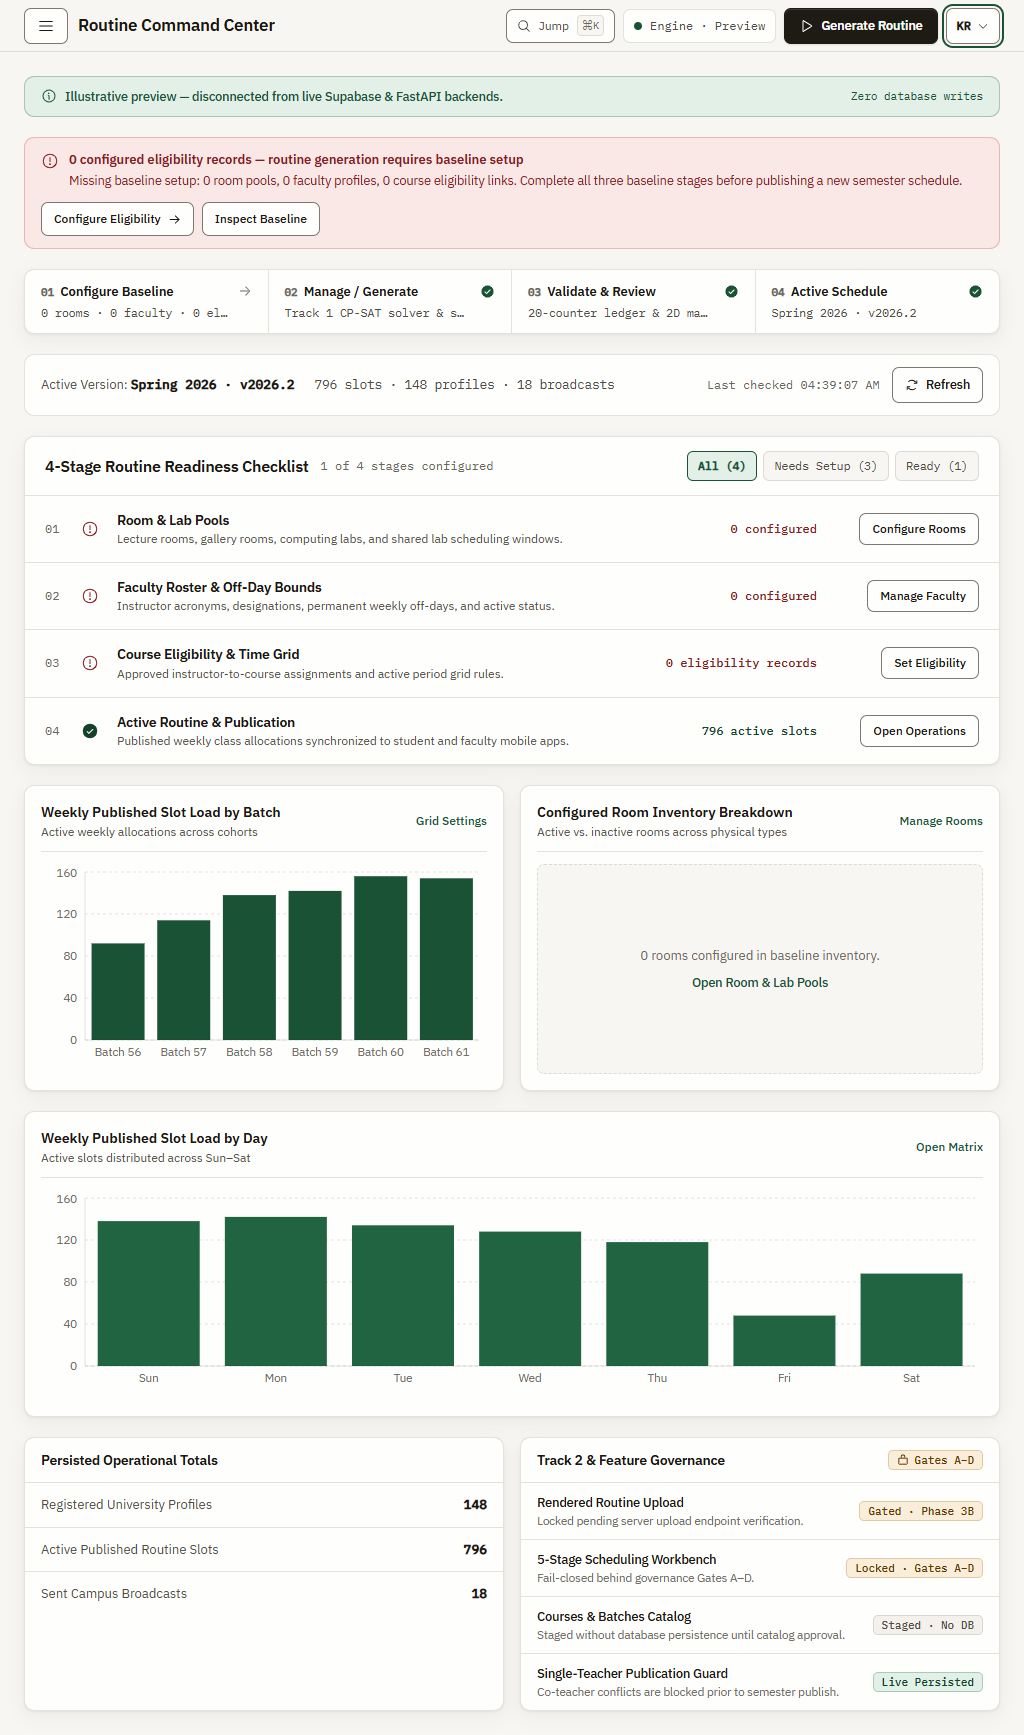 Routine Command Center
Jump ⌘K
Engine · Preview
Generate Routine
KR
Illustrative preview — disconnected from live Supabase & FastAPI backends.
Zero database writes
0 configured eligibility records — routine generation requires baseline setup
Missing baseline setup: 0 room pools, 0 faculty profiles, 0 course eligibility links. Complete all three baseline stages before publishing a new semester schedule.
Configure Eligibility →
Inspect Baseline
01 Configure Baseline →
0 rooms · 0 faculty · 0 el…
02 Manage / Generate
Track 1 CP-SAT solver & s…
03 Validate & Review
20-counter ledger & 2D ma…
04 Active Schedule
Spring 2026 · v2026.2
Active Version: Spring 2026 · v2026.2
796 slots · 148 profiles · 18 broadcasts
Last checked 04:39:07 AM
Refresh
4-Stage Routine Readiness Checklist
1 of 4 stages configured
All (4)
Needs Setup (3)
Ready (1)
01
Room & Lab Pools
Lecture rooms, gallery rooms, computing labs, and shared lab scheduling windows.
0 configured
Configure Rooms
02
Faculty Roster & Off-Day Bounds
Instructor acronyms, designations, permanent weekly off-days, and active status.
0 configured
Manage Faculty
03
Course Eligibility & Time Grid
Approved instructor-to-course assignments and active period grid rules.
0 eligibility records
Set Eligibility
04
Active Routine & Publication
Published weekly class allocations synchronized to student and faculty mobile apps.
796 active slots
Open Operations
Weekly Published Slot Load by Batch
Active weekly allocations across cohorts
Grid Settings
160
120
80
40
0
Batch 56 Batch 57 Batch 58 Batch 59 Batch 60 Batch 61
Configured Room Inventory Breakdown
Active vs. inactive rooms across physical types
Manage Rooms
0 rooms configured in baseline inventory.
Open Room & Lab Pools
Weekly Published Slot Load by Day
Active slots distributed across Sun–Sat
Open Matrix
160
120
80
40
0
Sun Mon Tue Wed Thu Fri Sat
Persisted Operational Totals
Registered University Profiles 148
Active Published Routine Slots 796
Sent Campus Broadcasts 18
Track 2 & Feature Governance
Gates A–D
Rendered Routine Upload
Locked pending server upload endpoint verification.
Gated · Phase 3B
5-Stage Scheduling Workbench
Fail-closed behind governance Gates A–D.
Locked · Gates A–D
Courses & Batches Catalog
Staged without database persistence until catalog approval.
Staged · No DB
Single-Teacher Publication Guard
Co-teacher conflicts are blocked prior to semester publish.
Live Persisted